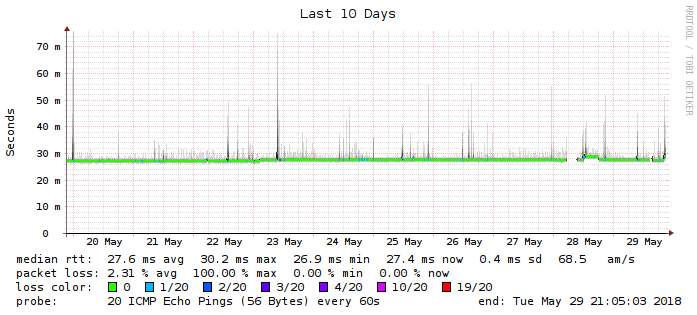 Last 10 Days
RRDTOOL / TOBI OETIKER
Seconds
70 m
60 m
50 m
40 m
30 m
20 m
10 m
0
20 May 21 May 22 May 23 May 24 May 25 May 26 May 27 May 28 May 29 May
median rtt: 27.6 ms avg 30.2 ms max 26.9 ms min 27.4 ms now 0.4 ms sd 68.5 am/s
packet loss: 2.31 % avg 100.00 % max 0.00 % min 0.00 % now
loss color: 0 1/20 2/20 3/20 4/20 10/20 19/20
probe: 20 ICMP Echo Pings (56 Bytes) every 60s end: Tue May 29 21:05:03 2018